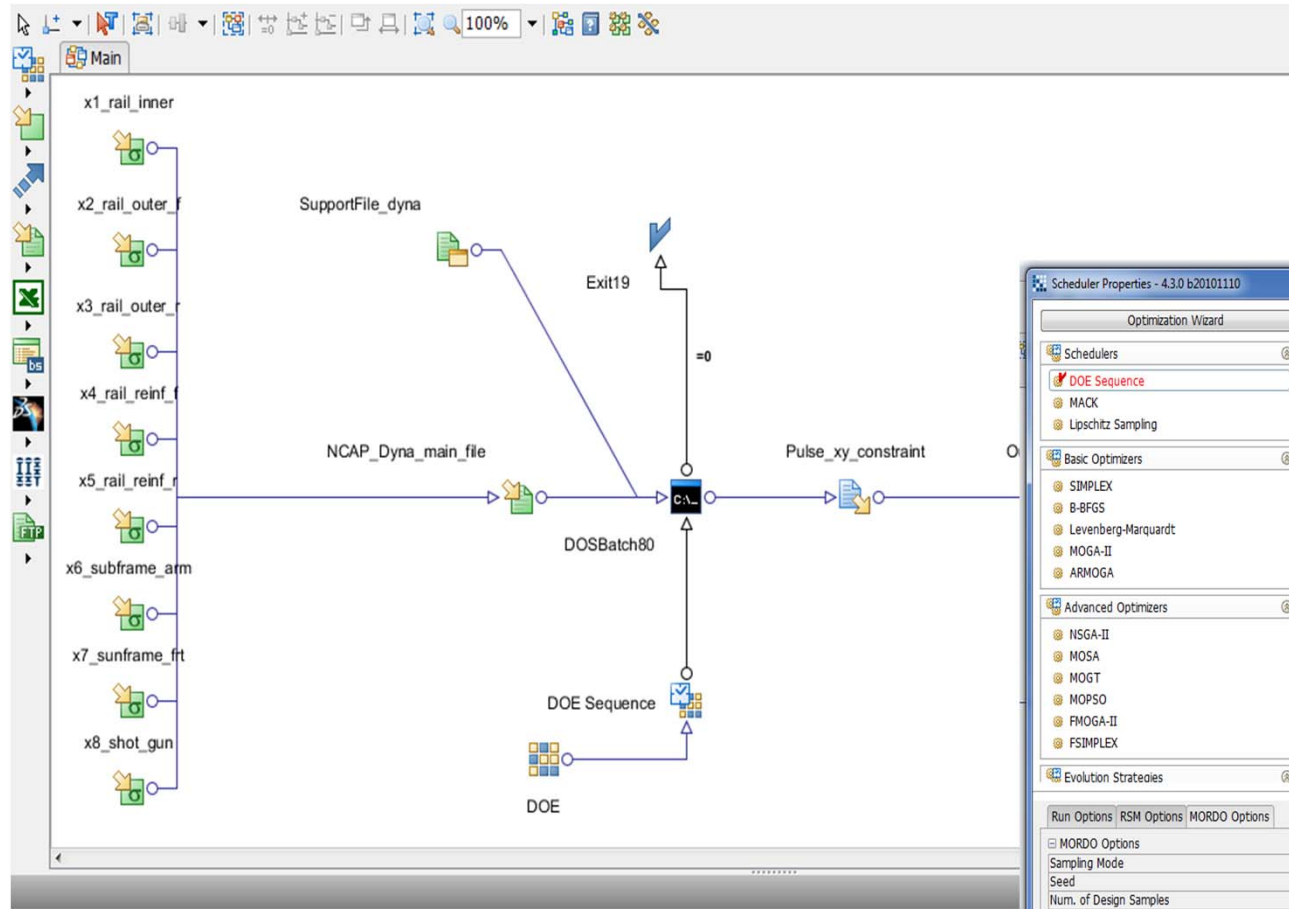 100%
Main
x1_rail_inner
x2_rail_outer_f
SupportFile_dyna
Exit19
x3_rail_outer_r
=0
x4_rail_reinf_f
NCAP_Dyna_main_file
Pulse_xy_constraint
x5_rail_reinf_r
C:\_
DOSBatch80
x6_subframe_arm
x7_sunframe_frt
DOE Sequence
x8_shot_gun
DOE
bs
FTP
Scheduler Properties - 4.3.0 b20101110
Optimization Wizard
Schedulers
DOE Sequence
MACK
Lipschitz Sampling
Basic Optimizers
SIMPLEX
B-BFGS
Levenberg-Marquardt
MOGA-II
ARMOGA
Advanced Optimizers
NSGA-II
MOSA
MOGT
MOPSO
FMOGA-II
FSIMPLEX
Evolution Strategies
Run Options RSM Options MORDO Options
MORDO Options
Sampling Mode
Seed
Num. of Design Samples